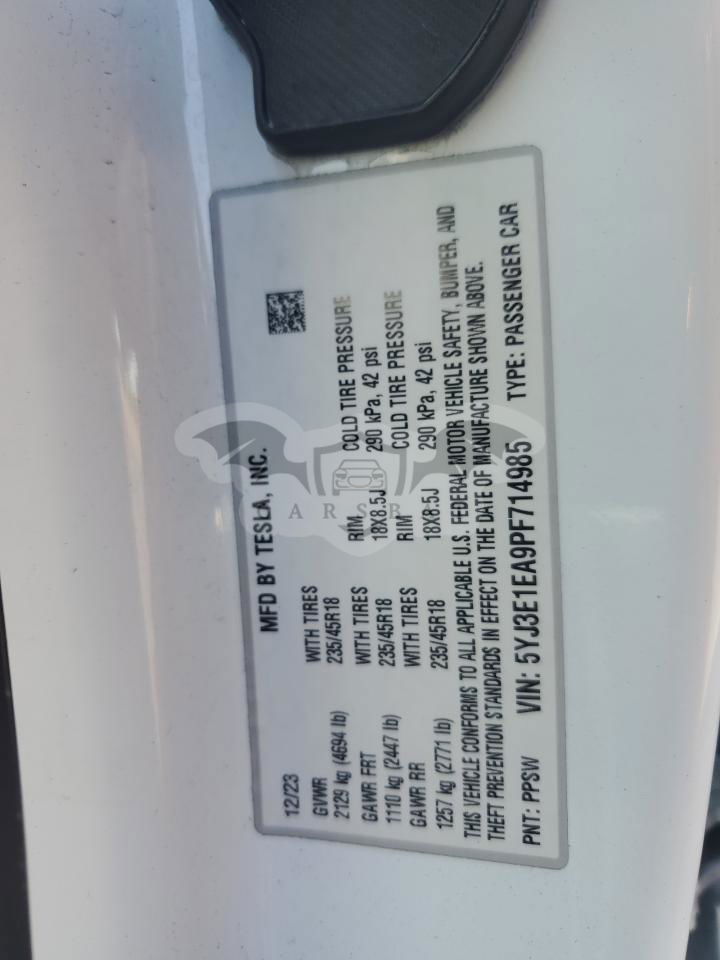 MFD BY TESLA, INC.
12/23
GVWR WITH TIRES RIM COLD TIRE PRESSURE
2129 kg (4694 lb) 235/45R18 18X8.5J 290 kPa, 42 psi
GAWR FRT WITH TIRES RIM COLD TIRE PRESSURE
1110 kg (2447 lb) 235/45R18 18X8.5J 290 kPa, 42 psi
GAWR RR WITH TIRES
1257 kg (2771 lb) 235/45R18
THIS VEHICLE CONFORMS TO ALL APPLICABLE U.S. FEDERAL MOTOR VEHICLE SAFETY, BUMPER, AND
THEFT PREVENTION STANDARDS IN EFFECT ON THE DATE OF MANUFACTURE SHOWN ABOVE.
PNT: PPSW VIN: 5YJ3E1EA9PF714985 TYPE: PASSENGER CAR